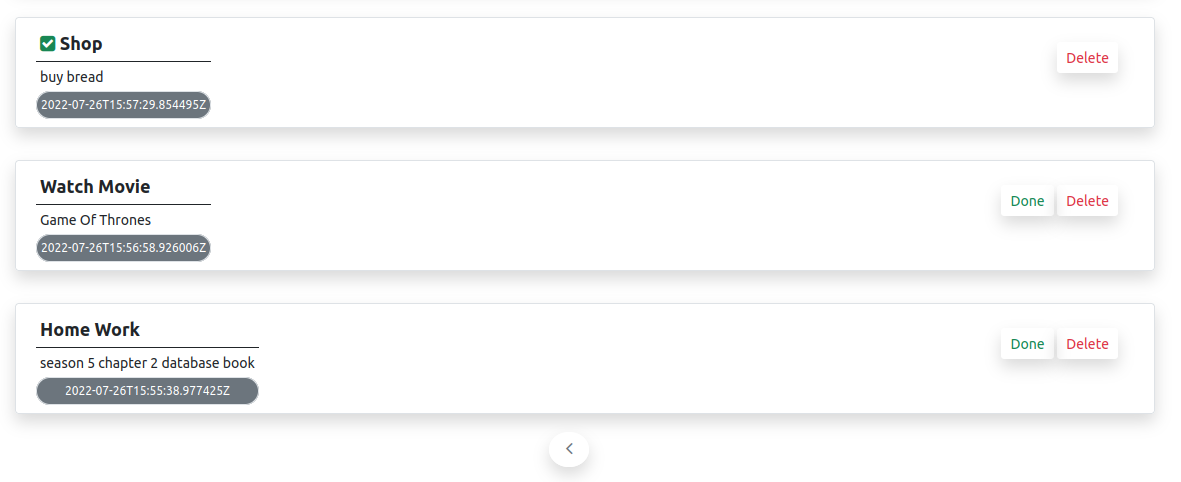 Shop
Delete
buy bread
2022-07-26T15:57:29.854495Z
Watch Movie
Done Delete
Game Of Thrones
2022-07-26T15:56:58.926006Z
Home Work
Done Delete
season 5 chapter 2 database book
2022-07-26T15:55:38.977425Z